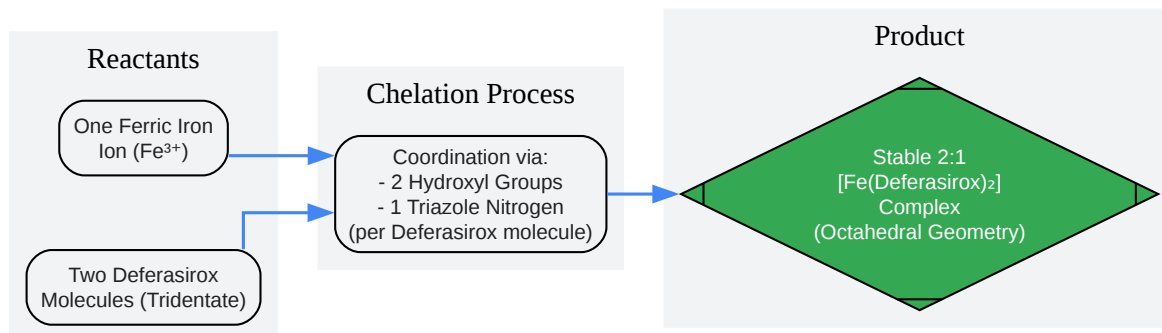 Reactants
One Ferric Iron
Ion (Fe³⁺)
Two Deferasirox
Molecules (Tridentate)
Chelation Process
Coordination via:
- 2 Hydroxyl Groups
- 1 Triazole Nitrogen
(per Deferasirox molecule)
Product
Stable 2:1
[Fe(Deferasirox)₂]
Complex
(Octahedral Geometry)